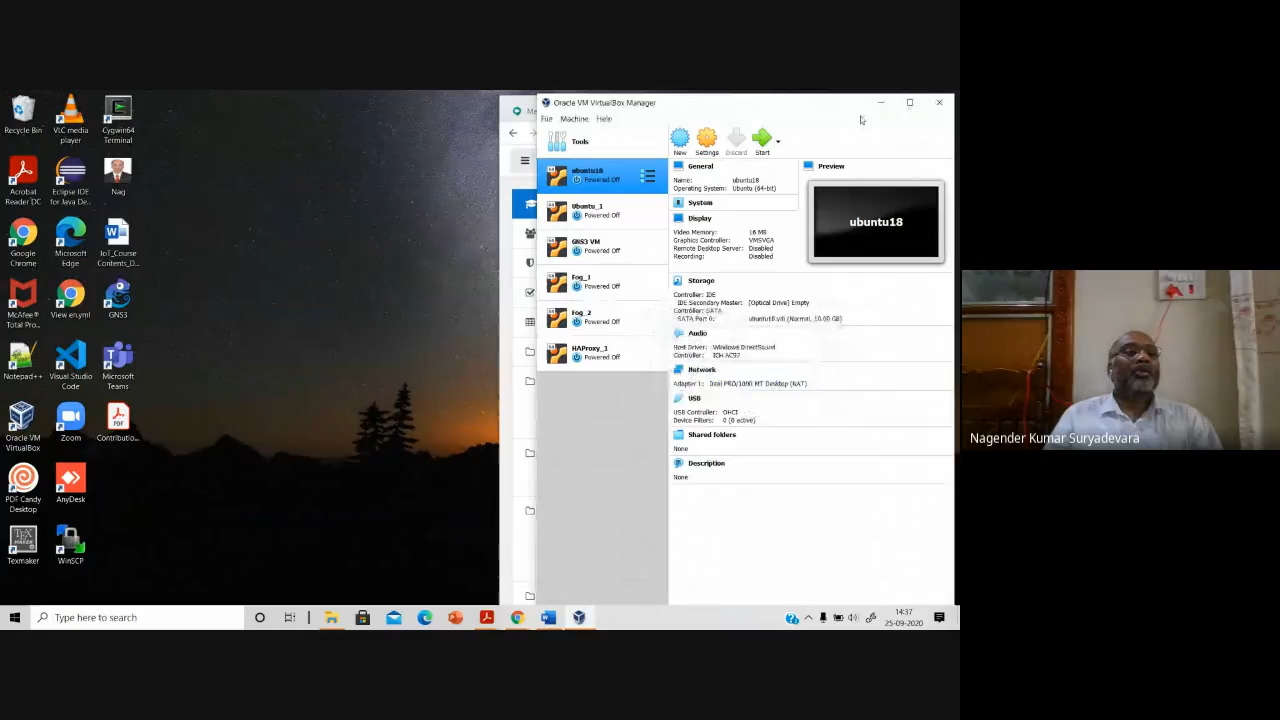 Recycle Bin
VLC media
player
Cygwin64
Terminal
Acrobat
Reader DC
Eclipse IDE
for Java De...
Nag
Google
Chrome
Microsoft
Edge
IoT_Course
Contents_D...
McAfee®
Total Pro...
View en.yml
GNS3
Notepad++
Visual Studio
Code
Microsoft
Teams
Oracle VM
VirtualBox
Zoom
Contributio...
PDF Candy
Desktop
AnyDesk
Texmaker
WinSCP
Me
Oracle VM VirtualBox Manager
File Machine Help
Tools
ubuntu18
Powered Off
Ubuntu_1
Powered Off
GNS3 VM
Powered Off
Fog_1
Powered Off
Fog_2
Powered Off
HAProxy_1
Powered Off
New Settings Discard Start
General
Name: ubuntu18
Operating System: Ubuntu (64-bit)
System
Display
Video Memory: 16 MB
Graphics Controller: VMSVGA
Remote Desktop Server: Disabled
Recording: Disabled
Preview
ubuntu18
Storage
Controller: IDE
IDE Secondary Master: [Optical Drive] Empty
Controller: SATA
SATA Port 0: ubuntu18.vdi (Normal, 10.00 GB)
Audio
Host Driver: Windows DirectSound
Controller: ICH AC97
Network
Adapter 1: Intel PRO/1000 MT Desktop (NAT)
USB
USB Controller: OHCI
Device Filters: 0 (0 active)
Shared folders
None
Description
None
Nagender Kumar Suryadevara
Type here to search
14:37
25-09-2020